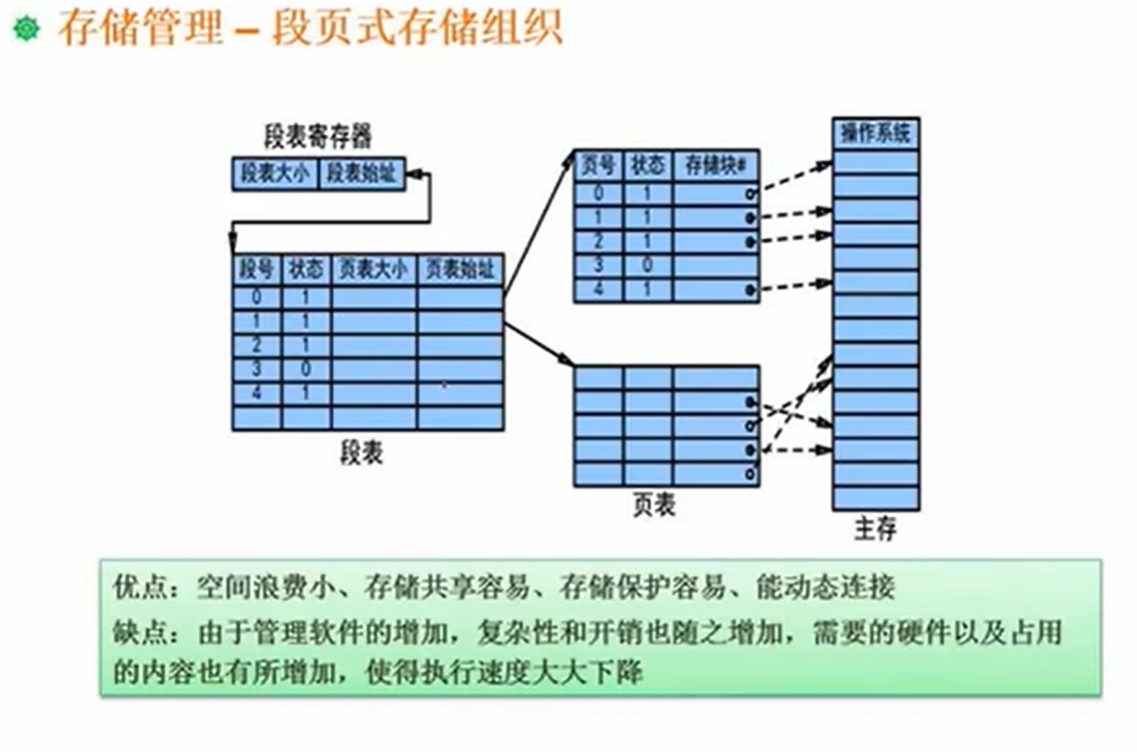 存储管理 – 段页式存储组织
段表寄存器
段表大小 段表始址
段号 状态 页表大小 页表始址
0 1
1 1
2 1
3 0
4 1
段表
页号 状态 存储块#
0 1
1 1
2 1
3 0
4 1
页表
操作系统
主存
优点：空间浪费小、存储共享容易、存储保护容易、能动态连接
缺点：由于管理软件的增加，复杂性和开销也随之增加，需要的硬件以及占用
的内容也有所增加，使得执行速度大大下降